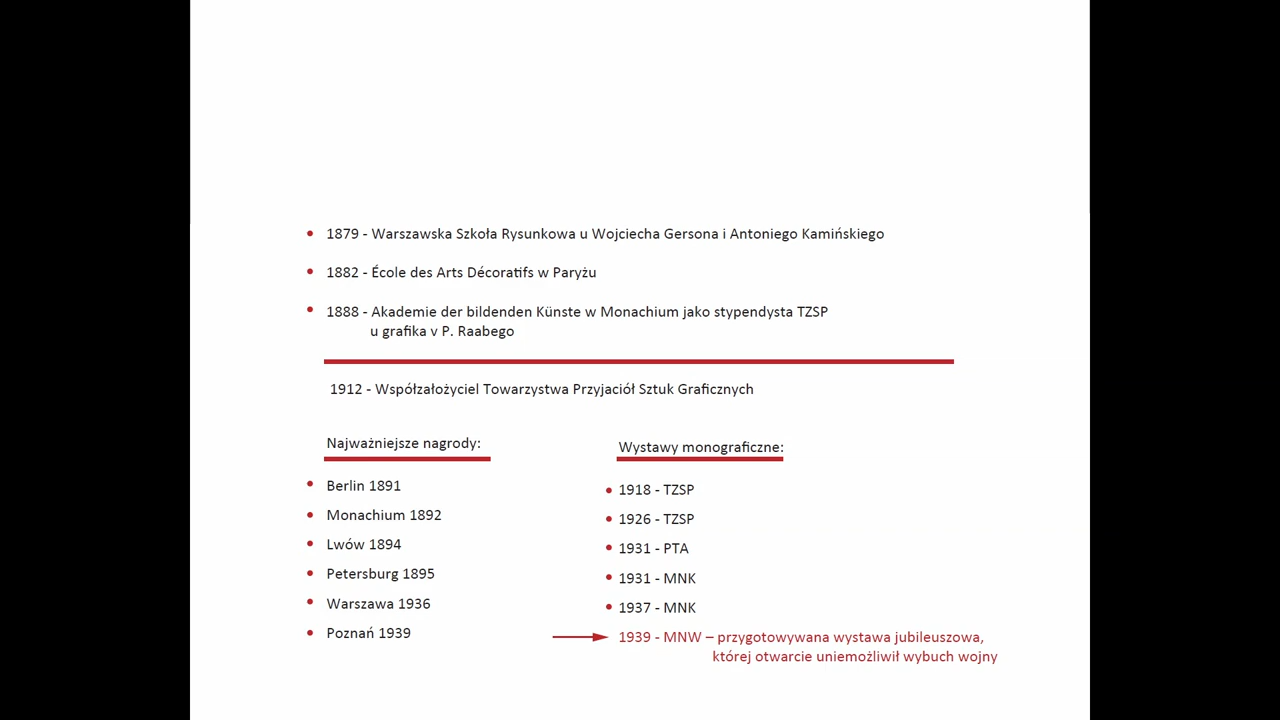 1879 - Warszawska Szkoła Rysunkowa u Wojciecha Gersona i Antoniego Kamińskiego
1882 - École des Arts Décoratifs w Paryżu
1888 - Akademie der bildenden Künste w Monachium jako stypendysta TZSP
u grafika v P. Raabego
1912 - Współzałożyciel Towarzystwa Przyjaciół Sztuk Graficznych
Najważniejsze nagrody:
Berlin 1891
Monachium 1892
Lwów 1894
Petersburg 1895
Warszawa 1936
Poznań 1939
Wystawy monograficzne:
1918 - TZSP
1926 - TZSP
1931 - PTA
1931 - MNK
1937 - MNK
1939 - MNW – przygotowywana wystawa jubileuszowa,
której otwarcie uniemożliwił wybuch wojny